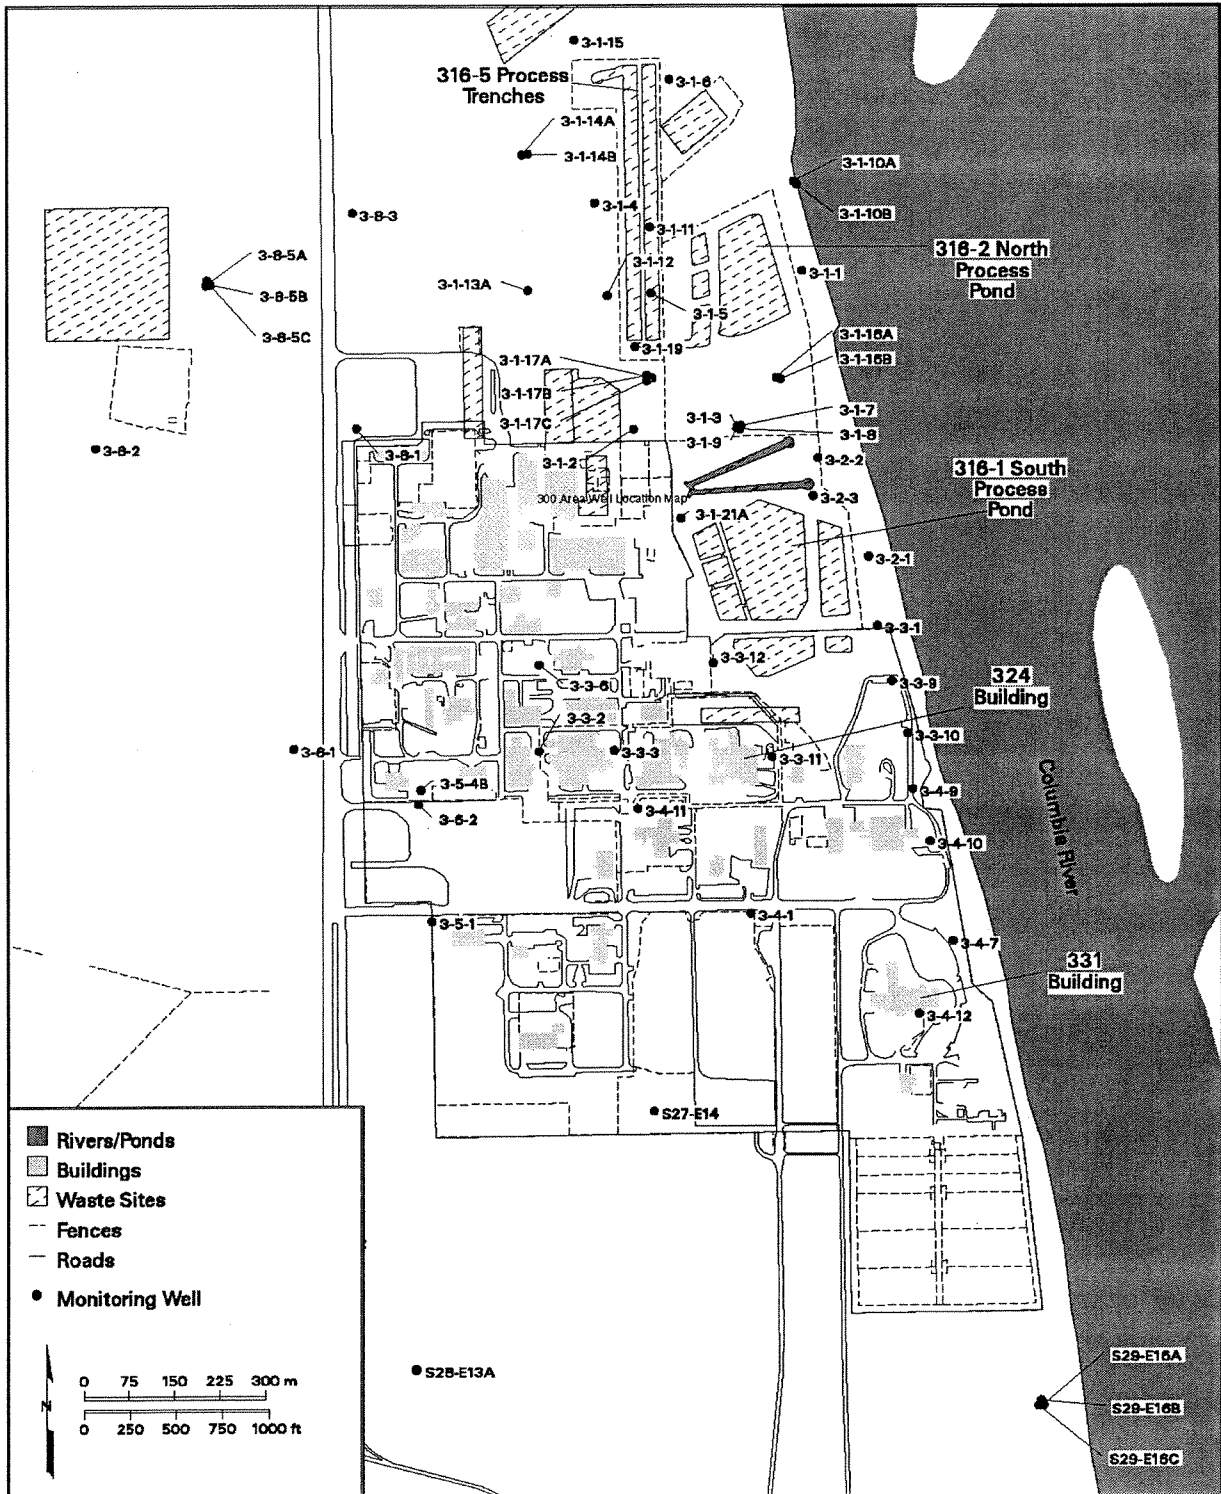 3-1-15
316-5 Process
Trenches
3-1-6
3-1-14A
3-1-14B
3-1-10A
3-1-10B
3-1-4
3-8-3
3-1-11
3-1-12
316-2 North
Process
Pond
3-8-5A
3-8-5B
3-8-5C
3-1-13A
3-1-1
3-1-5
3-1-16A
3-1-16B
3-1-19
3-1-17A
3-1-17B
3-1-17C
3-1-3
3-1-7
3-1-8
3-1-9
3-8-2
3-8-1
3-1-2
3-2-2
316-1 South
Process
Pond
300 Area Well Location Map
3-2-3
3-1-21A
3-2-1
3-3-1
3-3-12
3-3-6
3-3-9
324
Building
3-3-2
3-3-3
3-3-10
3-3-11
3-6-1
3-5-4B
3-6-2
3-4-9
3-4-11
3-4-10
Columbia River
3-5-1
3-4-1
3-4-7
331
Building
3-4-12
S27-E14
Rivers/Ponds
Buildings
Waste Sites
Fences
Roads
Monitoring Well
N
0 75 150 225 300 m
0 250 500 750 1000 ft
S28-E13A
S29-E16A
S29-E16B
S29-E16C